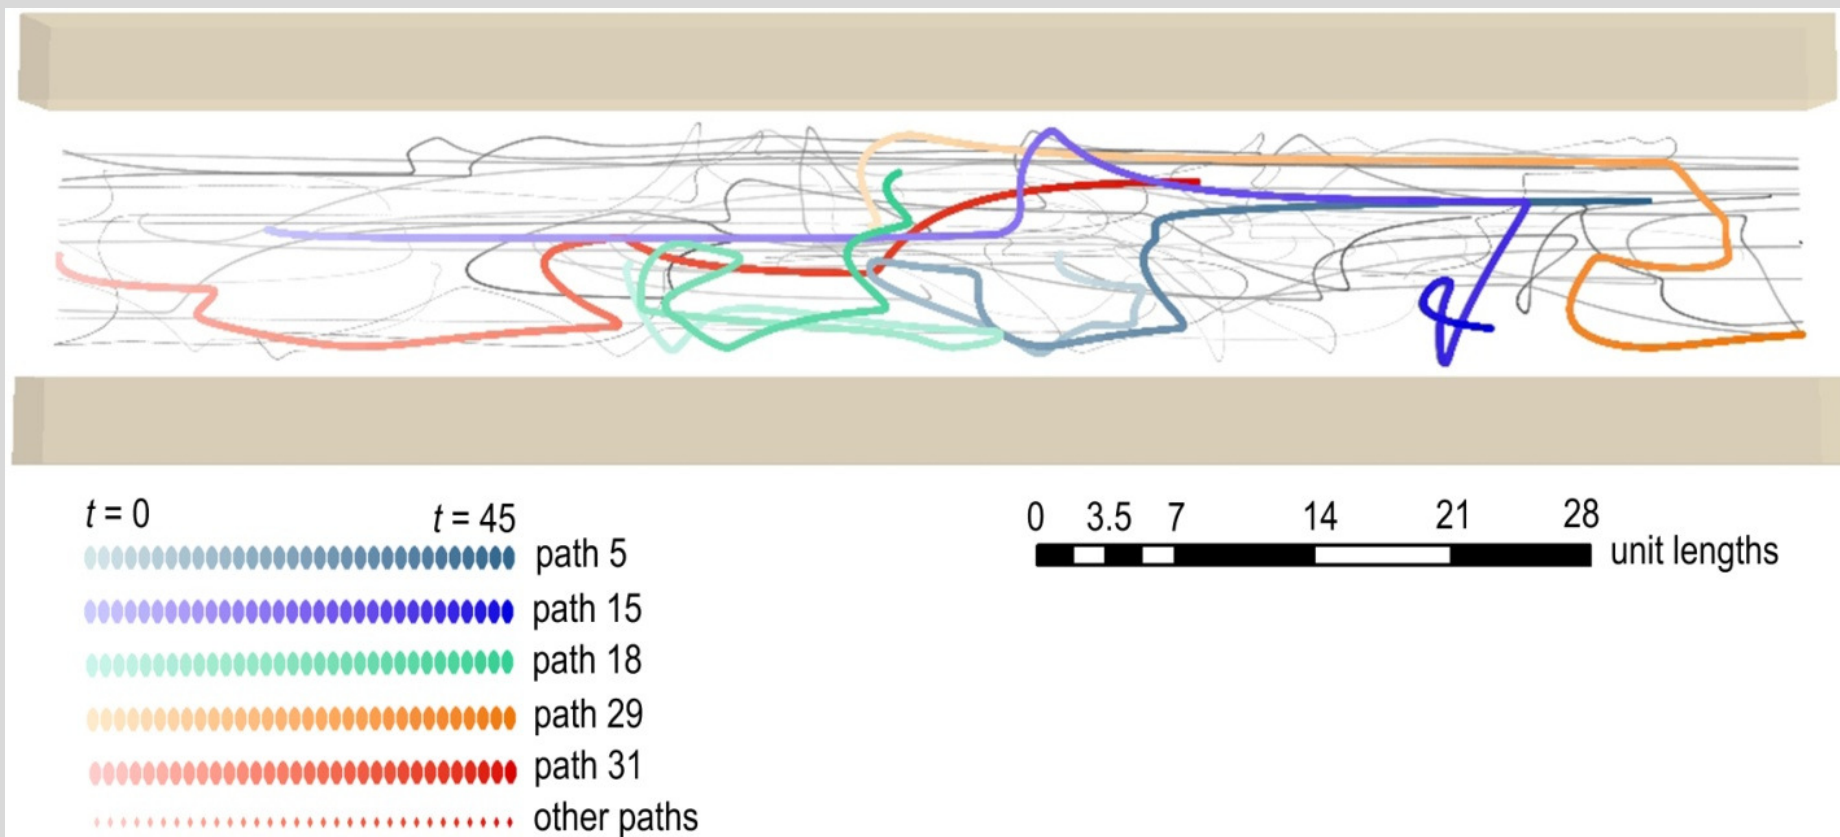 t = 0 t = 45
path 5
path 15
path 18
path 29
path 31
other paths
0 3.5 7 14 21 28
unit lengths